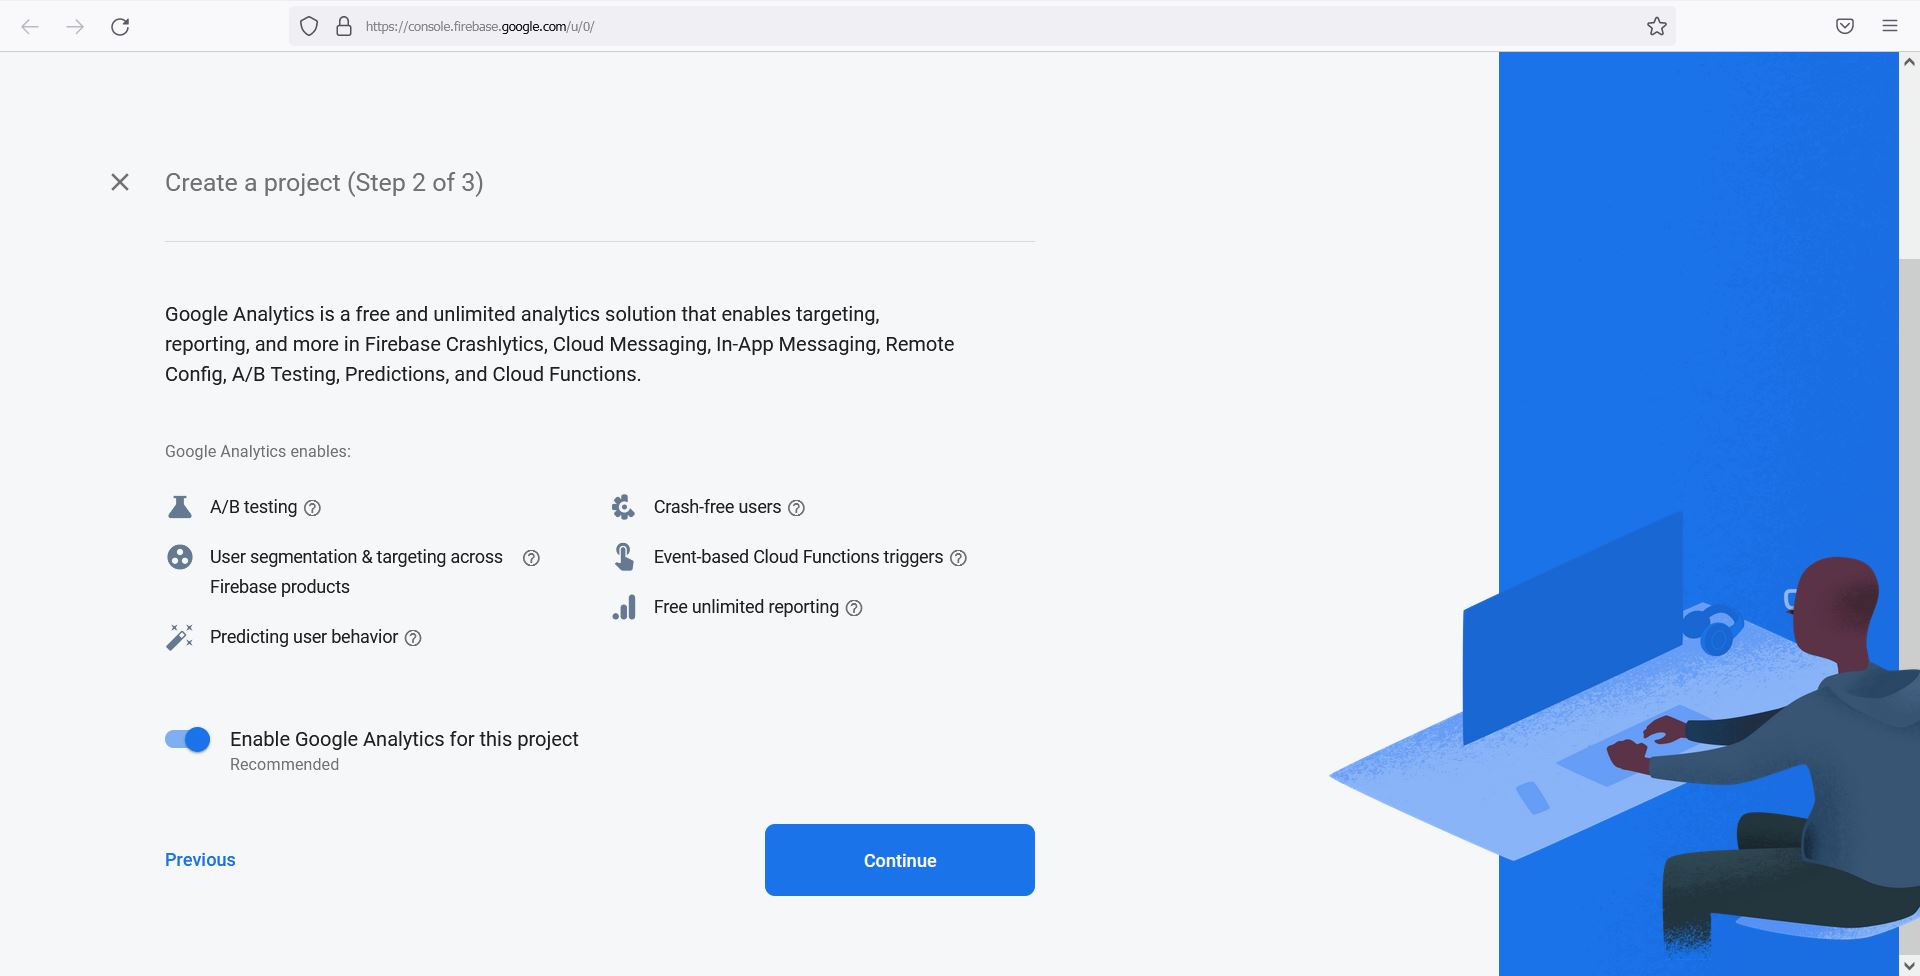 https://console.firebase.google.com/u/0/
Create a project (Step 2 of 3)
Google Analytics is a free and unlimited analytics solution that enables targeting,
reporting, and more in Firebase Crashlytics, Cloud Messaging, In-App Messaging, Remote
Config, A/B Testing, Predictions, and Cloud Functions.
Google Analytics enables:
A/B testing
User segmentation & targeting across
Firebase products
Predicting user behavior
Crash-free users
Event-based Cloud Functions triggers
Free unlimited reporting
Enable Google Analytics for this project
Recommended
Previous
Continue